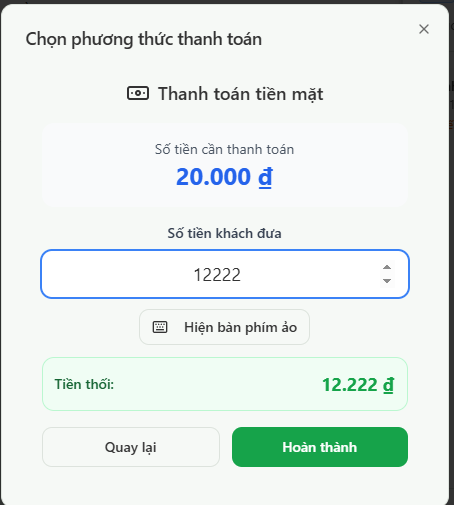 Chọn phương thức thanh toán
Thanh toán tiền mặt
Số tiền cần thanh toán
20.000 ₫
Số tiền khách đưa
12222
Hiện bàn phím ảo
Tiền thối: 12.222 ₫
Quay lại Hoàn thành